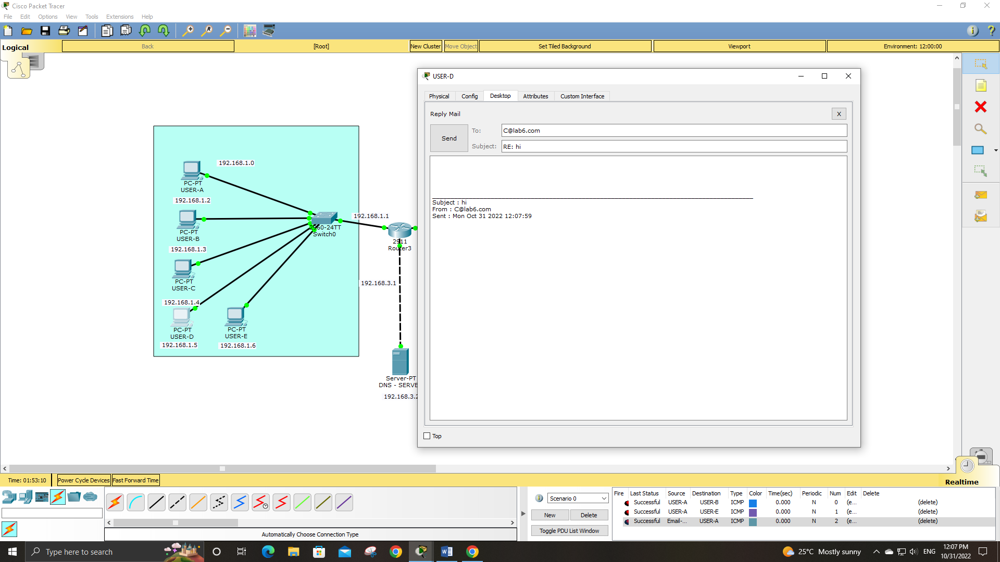 Cisco Packet Tracer
File Edit Options View Tools Extensions Help
Logical
Back
[Root]
New Cluster
Move Object
Set Tiled Background
Viewport
Environment: 12:00:00
192.168.1.0
PC-PT
USER-A
192.168.1.2
PC-PT
USER-B
192.168.1.3
PC-PT
USER-C
192.168.1.4
PC-PT
USER-D
192.168.1.5
PC-PT
USER-E
192.168.1.6
2960-24TT
Switch0
192.168.1.1
2911
Router3
192.168.3.1
Server-PT
DNS - SERVE
192.168.3.2
USER-D
Physical Config Desktop Attributes Custom Interface
Reply Mail
X
Send
To: C@lab6.com
Subject: RE: hi
Subject : hi
From : C@lab6.com
Sent : Mon Oct 31 2022 12:07:59
Top
Time: 01:53:10
Power Cycle Devices
Fast Forward Time
Realtime
Automatically Choose Connection Type
Scenario 0
New
Delete
Toggle PDU List Window
Fire Last Status Source Destination Type Color Time(sec) Periodic Num Edit Delete
Successful USER-A USER-B ICMP 0.000 N 0 (e... (delete)
Successful USER-A USER-E ICMP 0.000 N 1 (e... (delete)
Successful Email-... USER-A ICMP 0.000 N 2 (e... (delete)
Type here to search
25°C Mostly sunny
ENG
12:07 PM
10/31/2022